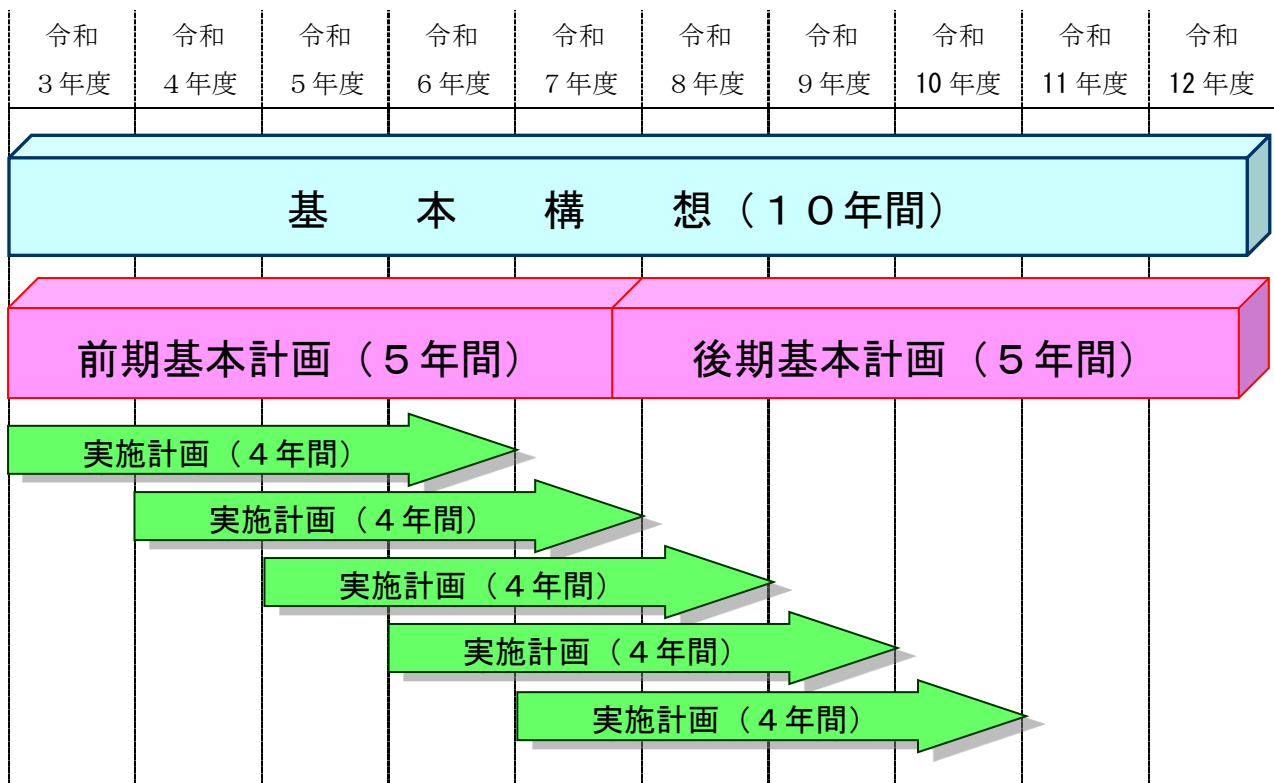 令和 令和 令和 令和 令和 令和 令和 令和 令和 令和
3年度 4年度 5年度 6年度 7年度 8年度 9年度 10年度 11年度 12年度
基 本 構 想（１０年間）
前期基本計画（５年間） 後期基本計画（５年間）
実施計画（４年間）
実施計画（４年間）
実施計画（４年間）
実施計画（４年間）
実施計画（４年間）